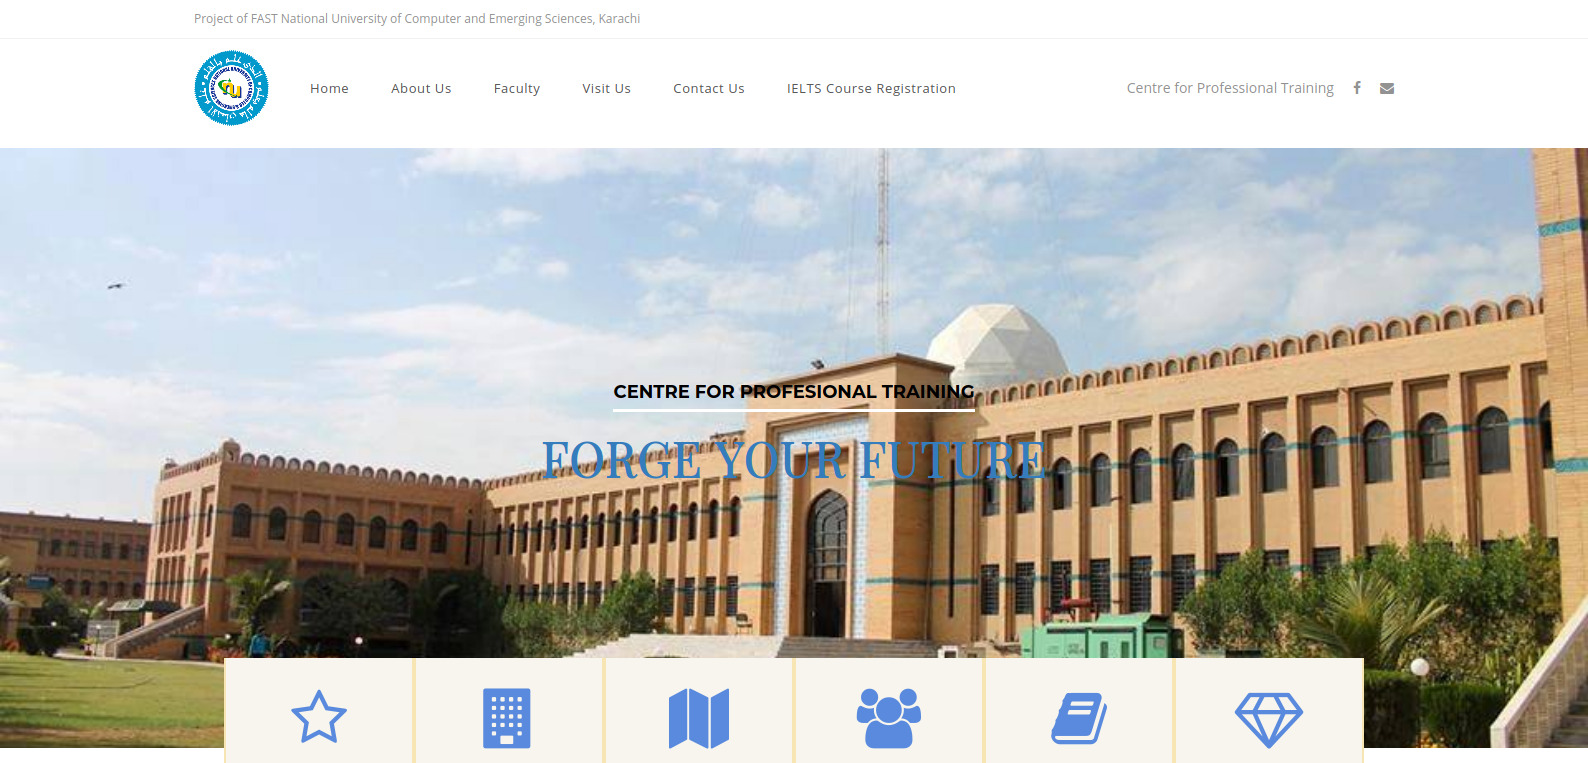 Project of FAST National University of Computer and Emerging Sciences, Karachi
Home
About Us
Faculty
Visit Us
Contact Us
IELTS Course Registration
Centre for Professional Training
CENTRE FOR PROFESIONAL TRAINING
FORGE YOUR FUTURE